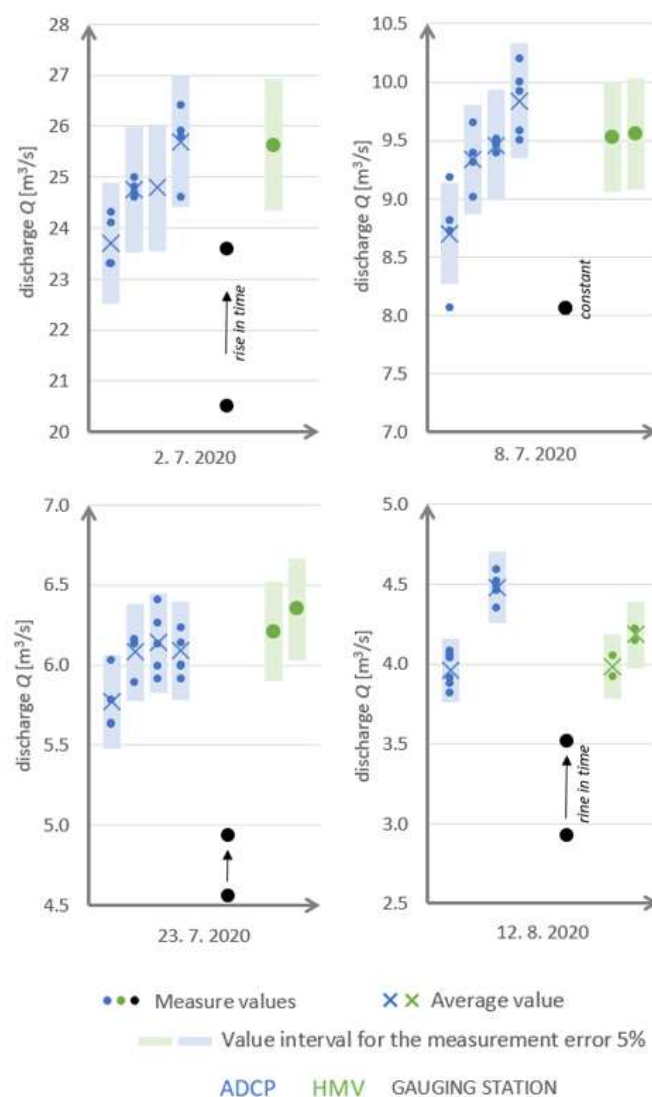 28
27
26
25
24
23
22
21
20
discharge Q [m³/s]
rise in time
2. 7. 2020
10.5
10.0
9.5
9.0
8.5
8.0
7.5
7.0
discharge Q [m³/s]
constant
8. 7. 2020
7.0
6.5
6.0
5.5
5.0
4.5
discharge Q [m³/s]
23. 7. 2020
5.0
4.5
4.0
3.5
3.0
2.5
discharge Q [m³/s]
rine in time
12. 8. 2020
Measure values
Average value
Value interval for the measurement error 5%
ADCP HMV GAUGING STATION